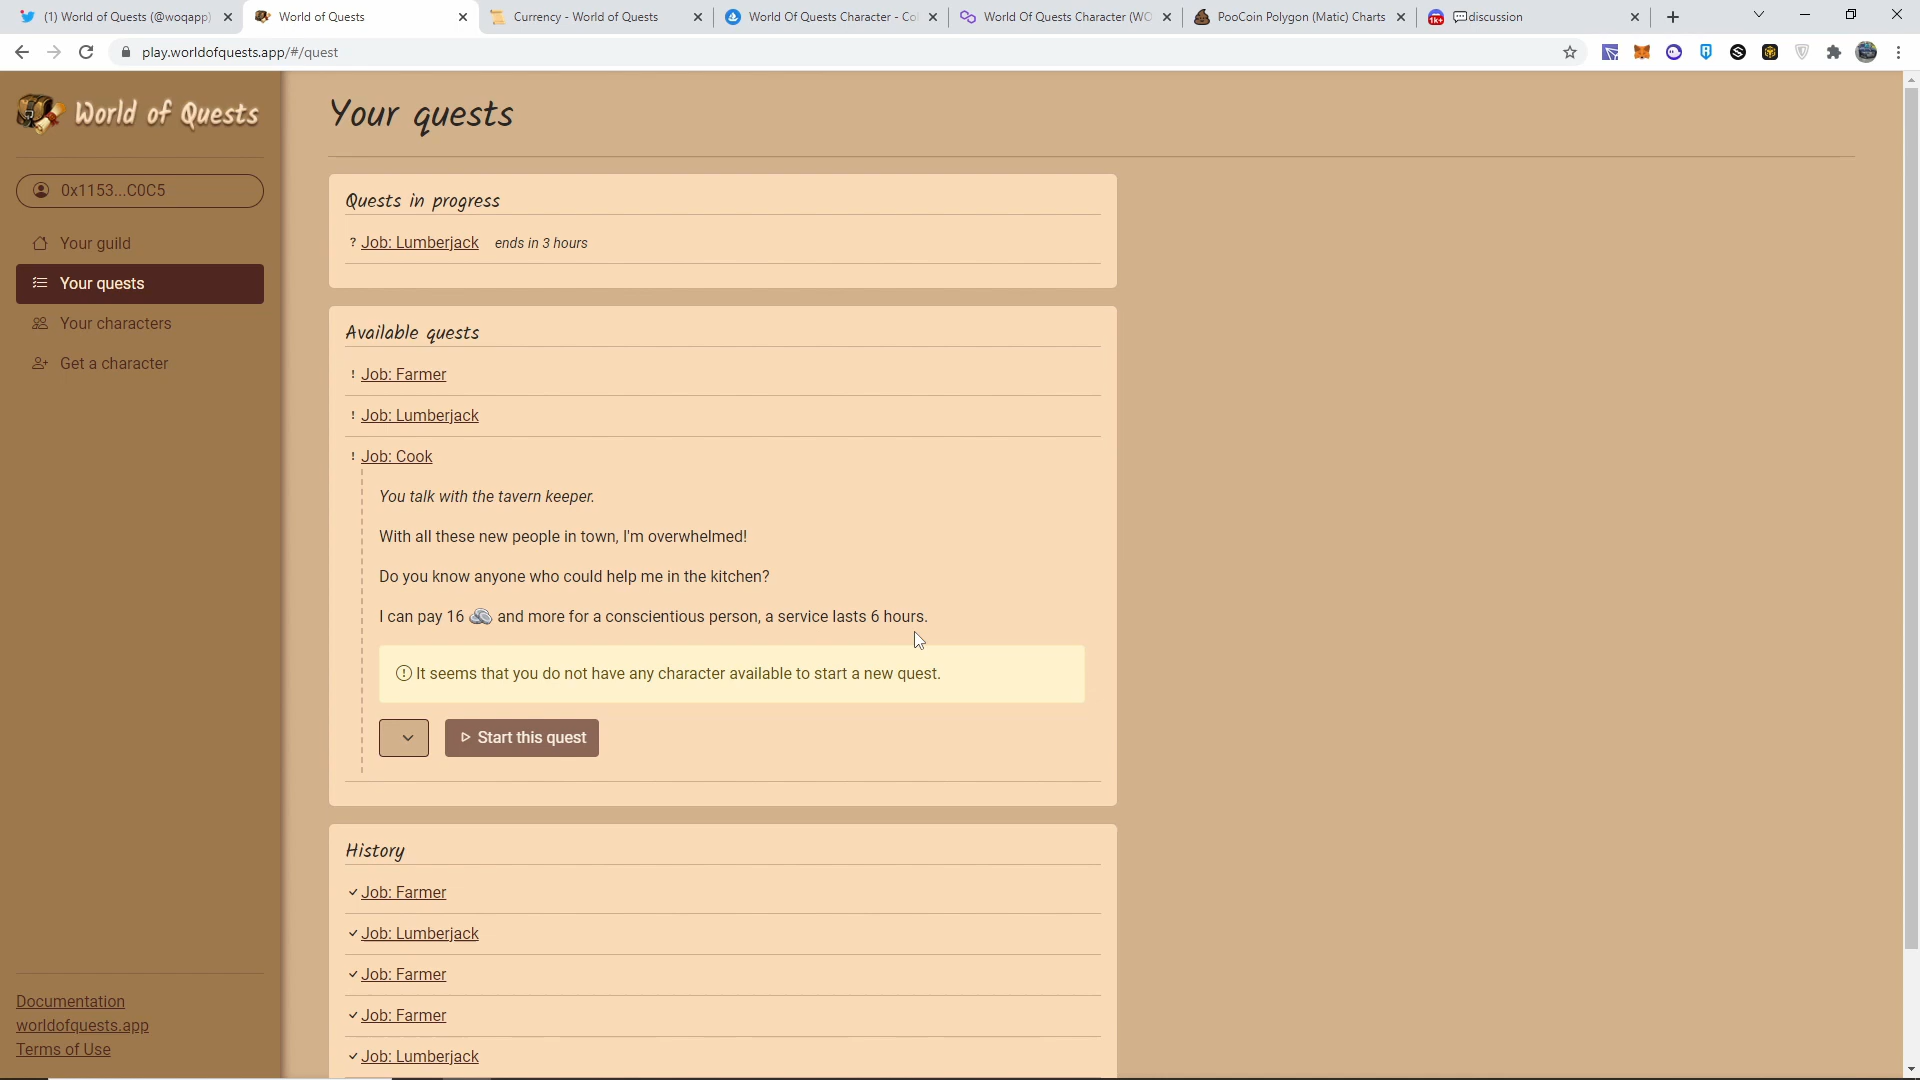 (1) World of Quests (@woqapp)
World of Quests
Currency - World of Quests
World Of Quests Character - Co
World Of Quests Character (WO
PooCoin Polygon (Matic) Charts
discussion
play.worldofquests.app/#/quest
World of Quests
0x1153...C0C5
Your guild
Your quests
Your characters
Get a character
Documentation
worldofquests.app
Terms of Use
Your quests
Quests in progress
? Job: Lumberjack ends in 3 hours
Available quests
! Job: Farmer
! Job: Lumberjack
! Job: Cook
You talk with the tavern keeper.
With all these new people in town, I'm overwhelmed!
Do you know anyone who could help me in the kitchen?
I can pay 16 and more for a conscientious person, a service lasts 6 hours.
It seems that you do not have any character available to start a new quest.
Start this quest
History
Job: Farmer
Job: Lumberjack
Job: Farmer
Job: Farmer
Job: Lumberjack